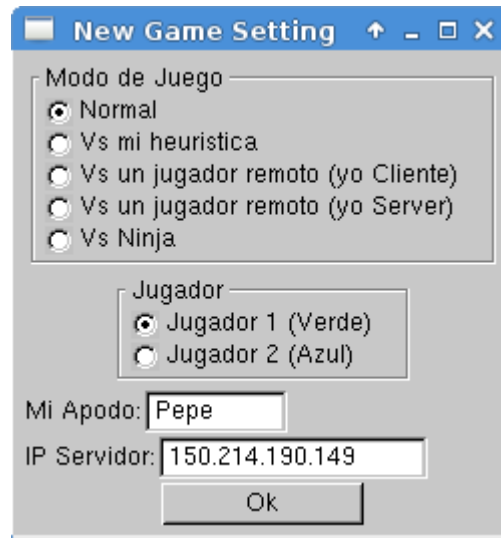 New Game Setting
Modo de Juego
Normal
Vs mi heuristica
Vs un jugador remoto (yo Cliente)
Vs un jugador remoto (yo Server)
Vs Ninja
Jugador
Jugador 1 (Verde)
Jugador 2 (Azul)
Mi Apodo: Pepe
IP Servidor: 150.214.190.149
Ok